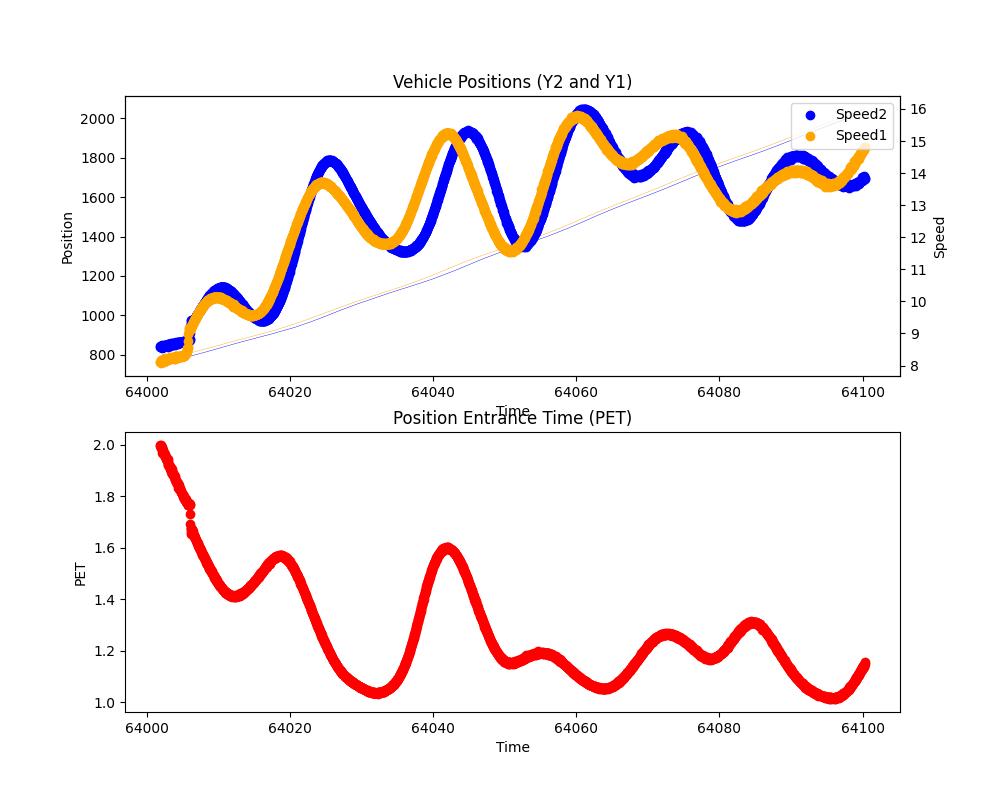 Vehicle Positions (Y2 and Y1)
2000
1800
1600
1400
1200
1000
800
Position
16
15
14
13
12
11
10
9
8
Speed
Speed2
Speed1
64000 64020 64040 64060 64080 64100
Time
Position Entrance Time (PET)
2.0
1.8
1.6
1.4
1.2
1.0
PET
64000 64020 64040 64060 64080 64100
Time